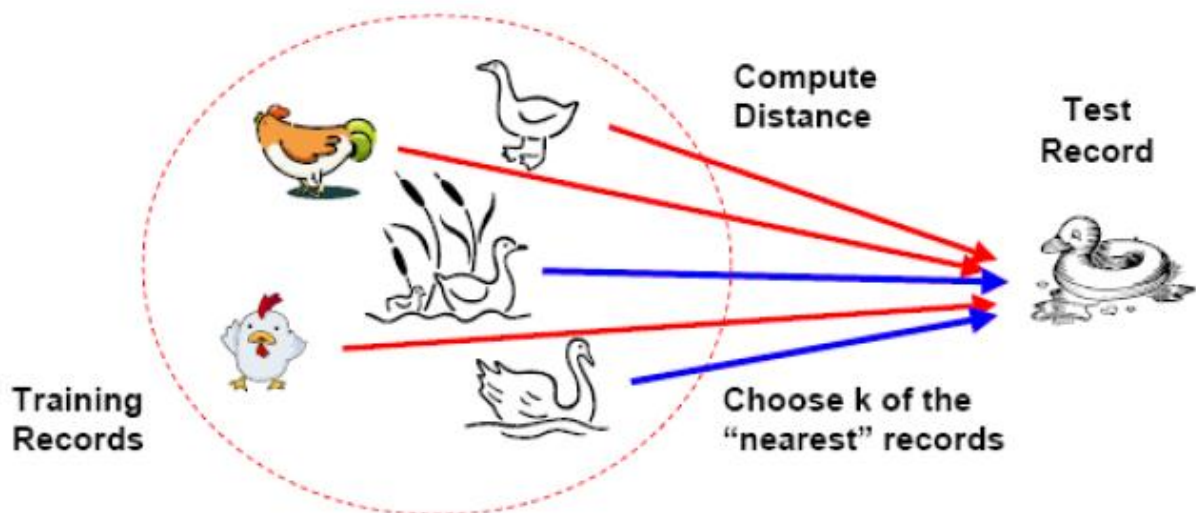 Compute
Distance
Test
Record
Training
Records
Choose k of the
“nearest” records